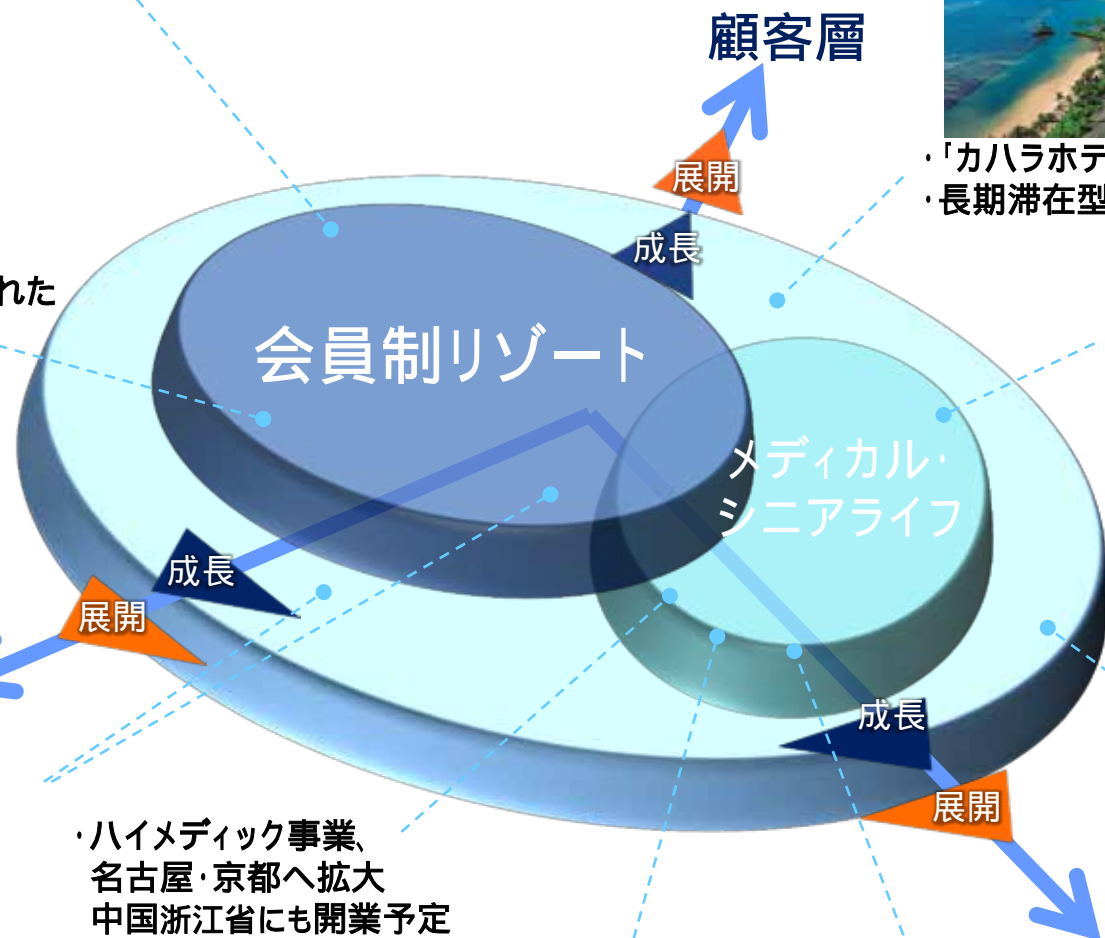 顧客層
展開
・「カハラホテ
・長期滞在型
成長
れた
会員制リゾート
メディカル・
シニアライフ
成長
展開
成長
展開
・ハイメディック事業、
名古屋・京都へ拡大
中国浙江省にも開業予定